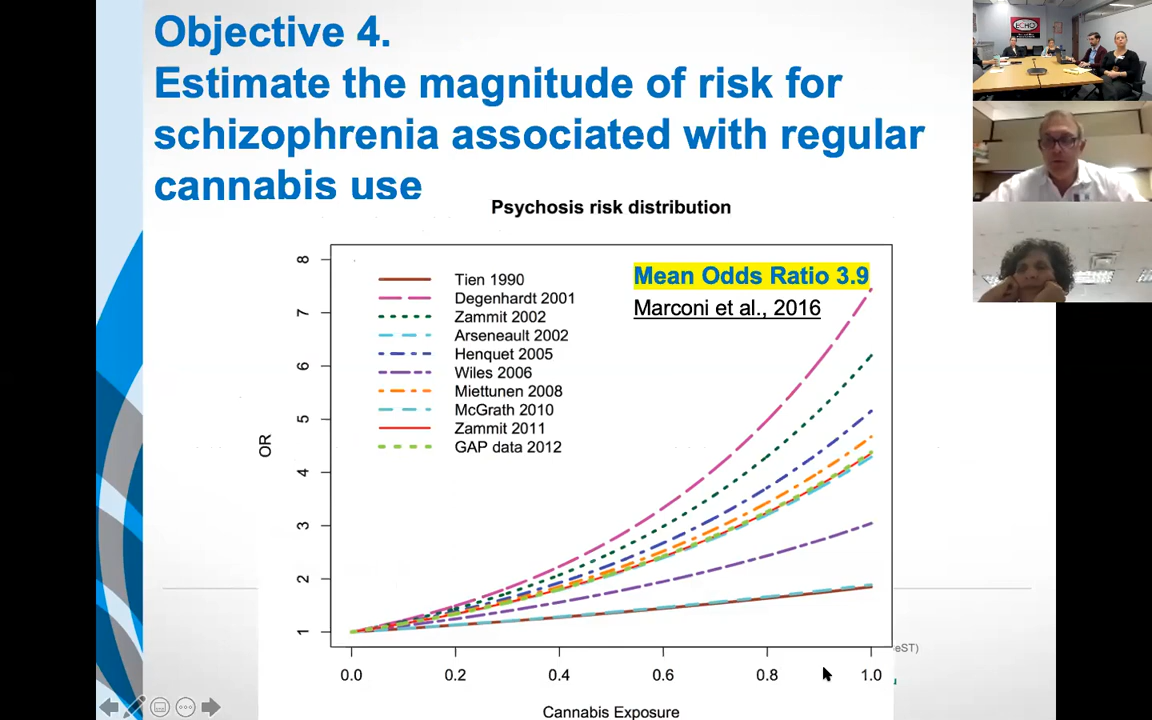 Objective 4.
Estimate the magnitude of risk for
schizophrenia associated with regular
cannabis use
Psychosis risk distribution
Mean Odds Ratio 3.9
Marconi et al., 2016
Tien 1990
Degenhardt 2001
Zammit 2002
Arseneault 2002
Henquet 2005
Wiles 2006
Miettunen 2008
McGrath 2010
Zammit 2011
GAP data 2012
OR
8
7
6
5
4
3
2
1
0.0 0.2 0.4 0.6 0.8 1.0
Cannabis Exposure
eST)
ECHO